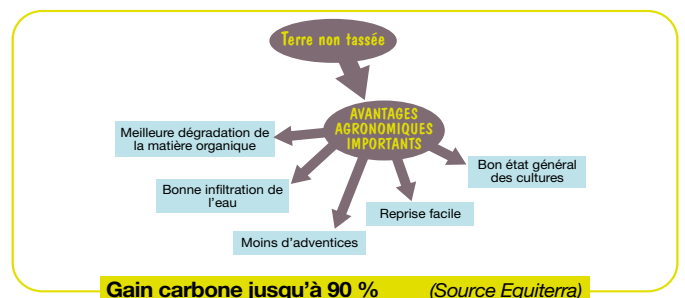 Terre non tassée
AVANTAGES
AGRONOMIQUES
IMPORTANTS
Meilleure dégradation de
la matière organique
Bon état général
des cultures
Bonne infiltration de
l'eau
Reprise facile
Moins d'adventices
Gain carbone jusqu'à 90 % (Source Equiterra)